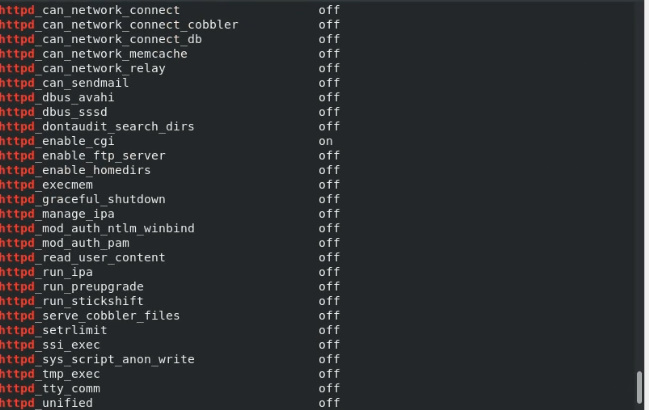 httpd_can_network_connect off
httpd_can_network_connect_cobbler off
httpd_can_network_connect_db off
httpd_can_network_memcache off
httpd_can_network_relay off
httpd_can_sendmail off
httpd_dbus_avahi off
httpd_dbus_sssd off
httpd_dontaudit_search_dirs off
httpd_enable_cgi on
httpd_enable_ftp_server off
httpd_enable_homedirs off
httpd_execmem off
httpd_graceful_shutdown off
httpd_manage_ipa off
httpd_mod_auth_ntlm_winbind off
httpd_mod_auth_pam off
httpd_read_user_content off
httpd_run_ipa off
httpd_run_preupgrade off
httpd_run_stickshift off
httpd_serve_cobbler_files off
httpd_setrlimit off
httpd_ssi_exec off
httpd_sys_script_anon_write off
httpd_tmp_exec off
httpd_tty_comm off
httpd_unified off